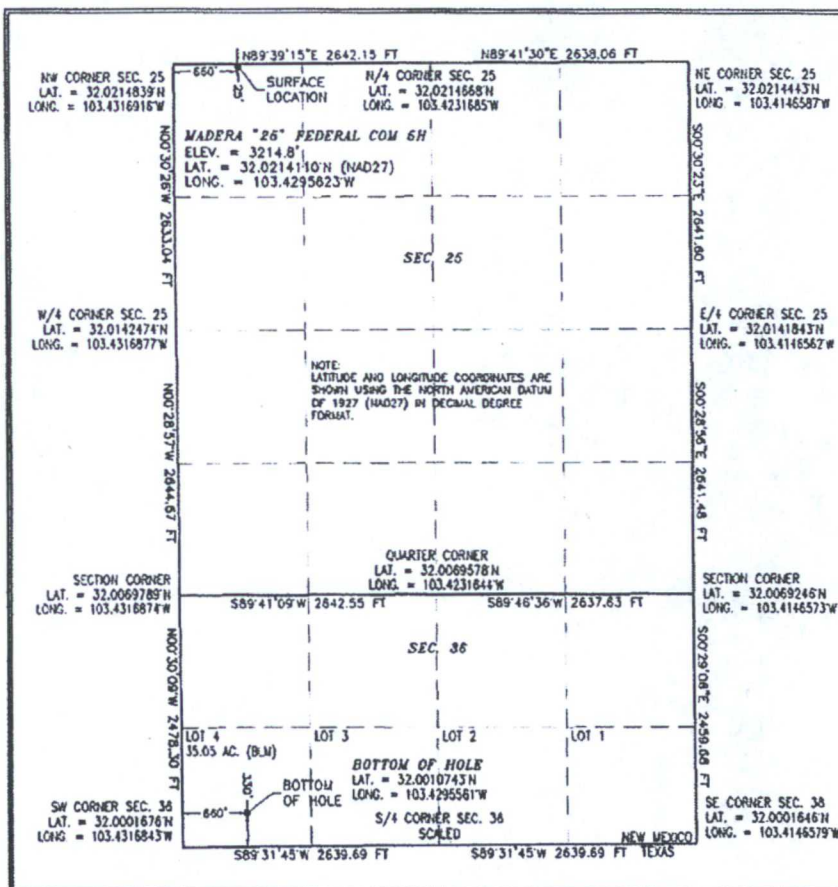 N89°39'15"E 2642.15 FT
N89°41'30"E 2638.06 FT
660'
20'
SURFACE
LOCATION
NW CORNER SEC. 25
LAT. = 32.0214839'N
LONG. = 103.4316916'W
N/4 CORNER SEC. 25
LAT. = 32.0214668'N
LONG. = 103.4231685'W
NE CORNER SEC. 25
LAT. = 32.0214443'N
LONG. = 103.4146587'W
MADERA "26" FEDERAL COM 6H
ELEV. = 3214.8'
LAT. = 32.0214110'N (NAD27)
LONG. = 103.4295623'W
N00°30'26"W 2633.04 FT
S00°30'23"E 2641.60 FT
SEC. 25
W/4 CORNER SEC. 25
LAT. = 32.0142474'N
LONG. = 103.4316877'W
E/4 CORNER SEC. 25
LAT. = 32.0141843'N
LONG. = 103.4146562'W
NOTE:
LATITUDE AND LONGITUDE COORDINATES ARE
SHOWN USING THE NORTH AMERICAN DATUM
OF 1927 (NAD27) IN DECIMAL DEGREE
FORMAT.
N00°28'57"W 2644.67 FT
S00°28'56"E 2641.48 FT
QUARTER CORNER
LAT. = 32.0069578'N
LONG. = 103.4231644'W
SECTION CORNER
LAT. = 32.0069789'N
LONG. = 103.4316874'W
SECTION CORNER
LAT. = 32.0069246'N
LONG. = 103.4146573'W
S89°41'09"W 2642.55 FT
S89°46'36"W 2637.63 FT
SEC. 36
N00°30'09"W 2478.30 FT
S00°29'08"E 2459.68 FT
LOT 4
LOT 3
LOT 2
LOT 1
35.05 AC. (BLM)
BOTTOM OF HOLE
LAT. = 32.0010743'N
LONG. = 103.4295561'W
330'
660'
BOTTOM
OF HOLE
SW CORNER SEC. 36
LAT. = 32.0001676'N
LONG. = 103.4316843'W
S/4 CORNER SEC. 36
SCALED
SE CORNER SEC. 36
LAT. = 32.0001646'N
LONG. = 103.4146579'W
NEW MEXICO
TEXAS
S89°31'45"W 2639.69 FT
S89°31'45"W 2639.69 FT